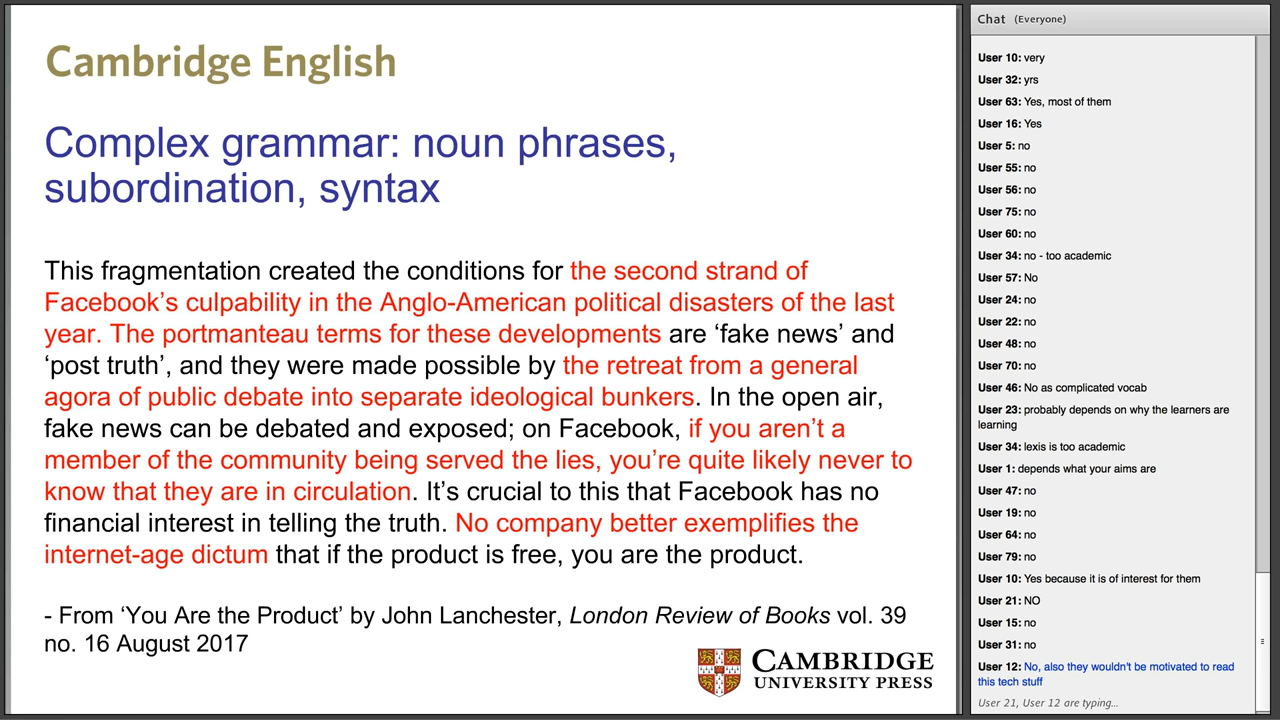 Cambridge English
Complex grammar: noun phrases,
subordination, syntax
This fragmentation created the conditions for the second strand of
Facebook’s culpability in the Anglo-American political disasters of the last
year. The portmanteau terms for these developments are ‘fake news’ and
‘post truth’, and they were made possible by the retreat from a general
agora of public debate into separate ideological bunkers. In the open air,
fake news can be debated and exposed; on Facebook, if you aren’t a
member of the community being served the lies, you’re quite likely never to
know that they are in circulation. It’s crucial to this that Facebook has no
financial interest in telling the truth. No company better exemplifies the
internet-age dictum that if the product is free, you are the product.
- From ‘You Are the Product’ by John Lanchester, London Review of Books vol. 39
no. 16 August 2017
CAMBRIDGE
UNIVERSITY PRESS
Chat (Everyone)
User 10: very
User 32: yrs
User 63: Yes, most of them
User 16: Yes
User 5: no
User 55: no
User 56: no
User 75: no
User 60: no
User 34: no - too academic
User 57: No
User 24: no
User 22: no
User 48: no
User 70: no
User 46: No as complicated vocab
User 23: probably depends on why the learners are
learning
User 34: lexis is too academic
User 1: depends what your aims are
User 47: no
User 19: no
User 64: no
User 79: no
User 10: Yes because it is of interest for them
User 21: NO
User 15: no
User 31: no
User 12: No, also they wouldn't be motivated to read
this tech stuff
User 21, User 12 are typing...